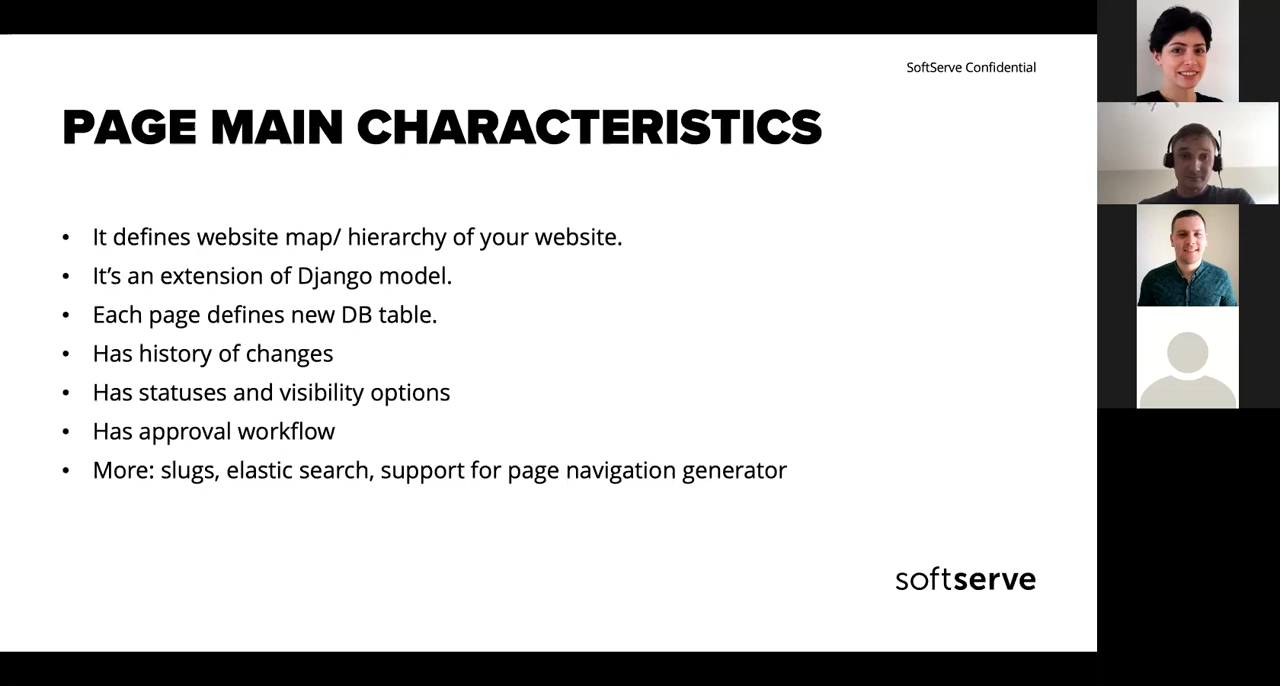 SoftServe Confidential
PAGE MAIN CHARACTERISTICS
• It defines website map/ hierarchy of your website.
• It’s an extension of Django model.
• Each page defines new DB table.
• Has history of changes
• Has statuses and visibility options
• Has approval workflow
• More: slugs, elastic search, support for page navigation generator
softserve